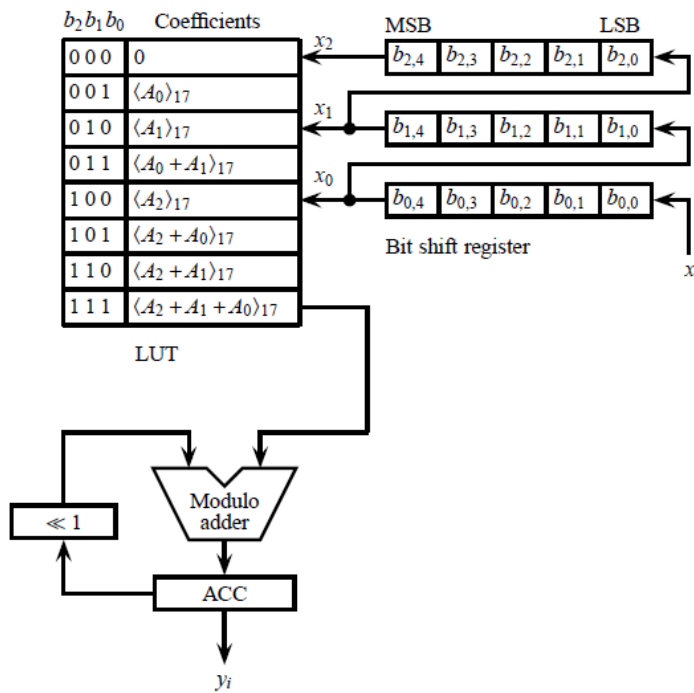 b₂b₁b₀ Coefficients
0 0 0 0
0 0 1 ⟨A₀⟩₁₇
0 1 0 ⟨A₁⟩₁₇
0 1 1 ⟨A₀ + A₁⟩₁₇
1 0 0 ⟨A₂⟩₁₇
1 0 1 ⟨A₂ + A₀⟩₁₇
1 1 0 ⟨A₂ + A₁⟩₁₇
1 1 1 ⟨A₂ + A₁ + A₀⟩₁₇
LUT
MSB LSB
x₂ b₂,₄ b₂,₃ b₂,₂ b₂,₁ b₂,₀
x₁ b₁,₄ b₁,₃ b₁,₂ b₁,₁ b₁,₀
x₀ b₀,₄ b₀,₃ b₀,₂ b₀,₁ b₀,₀
Bit shift register
x
Modulo
adder
≪ 1
ACC
yᵢ